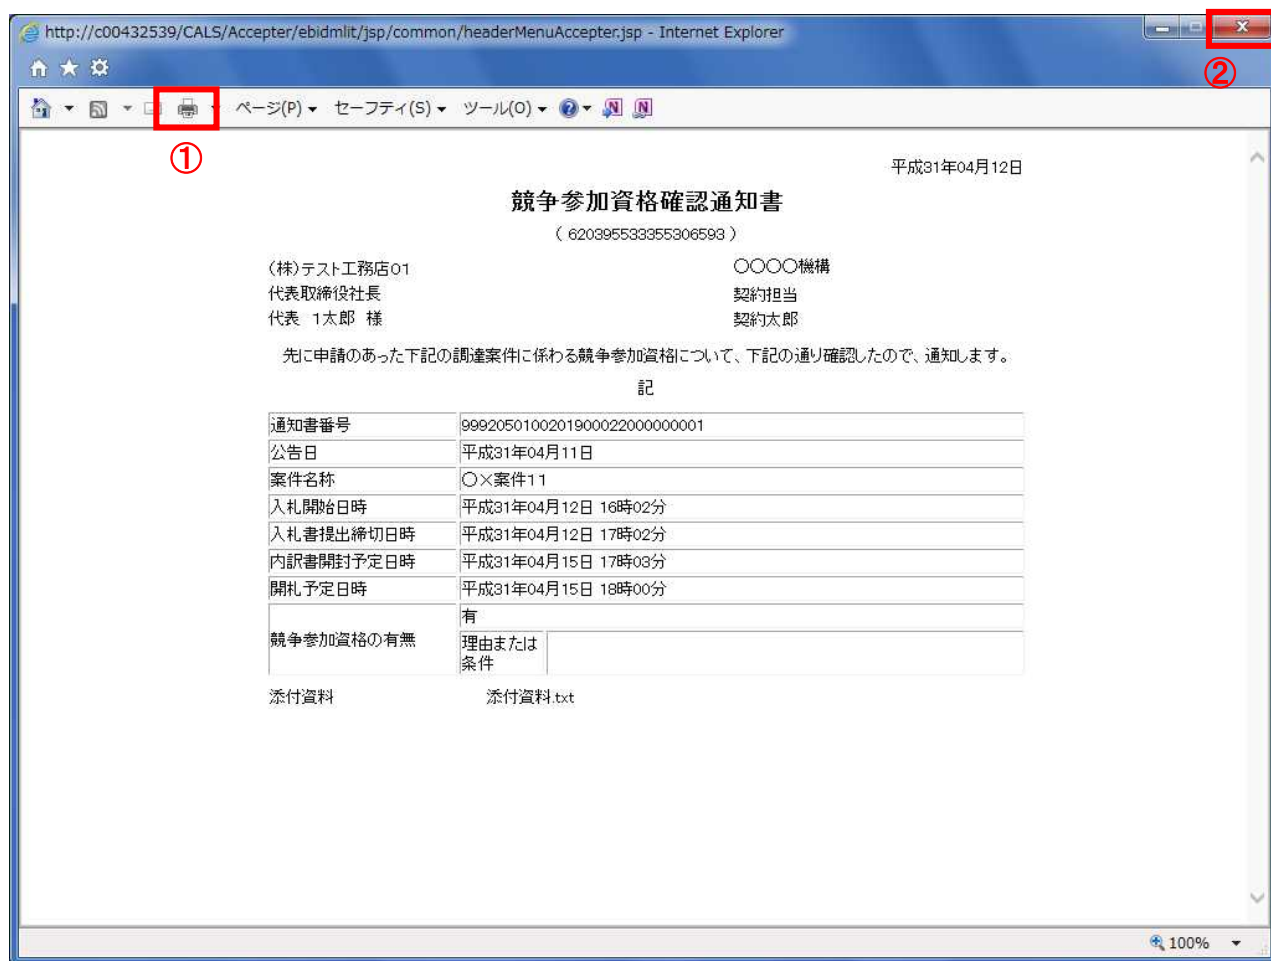 http://c00432539/CALS/Accepter/ebidmlit/jsp/common/headerMenuAccepter.jsp - Internet Explorer
②
ページ(P) セーフティ(S) ツール(O)
①
平成31年04月12日
競争参加資格確認通知書
( 620395533355306593 )
(株)テスト工務店01 〇〇〇〇機構
代表取締役社長 契約担当
代表 1太郎 様 契約太郎
先に申請のあった下記の調達案件に係わる競争参加資格について、下記の通り確認したので、通知します。
記
通知書番号 99920501002019000220000000001
公告日 平成31年04月11日
案件名称 〇×案件11
入札開始日時 平成31年04月12日 16時02分
入札書提出締切日時 平成31年04月12日 17時02分
内訳書開封予定日時 平成31年04月15日 17時03分
開札予定日時 平成31年04月15日 18時00分
競争参加資格の有無 有
理由または
条件
添付資料 添付資料.txt
100%